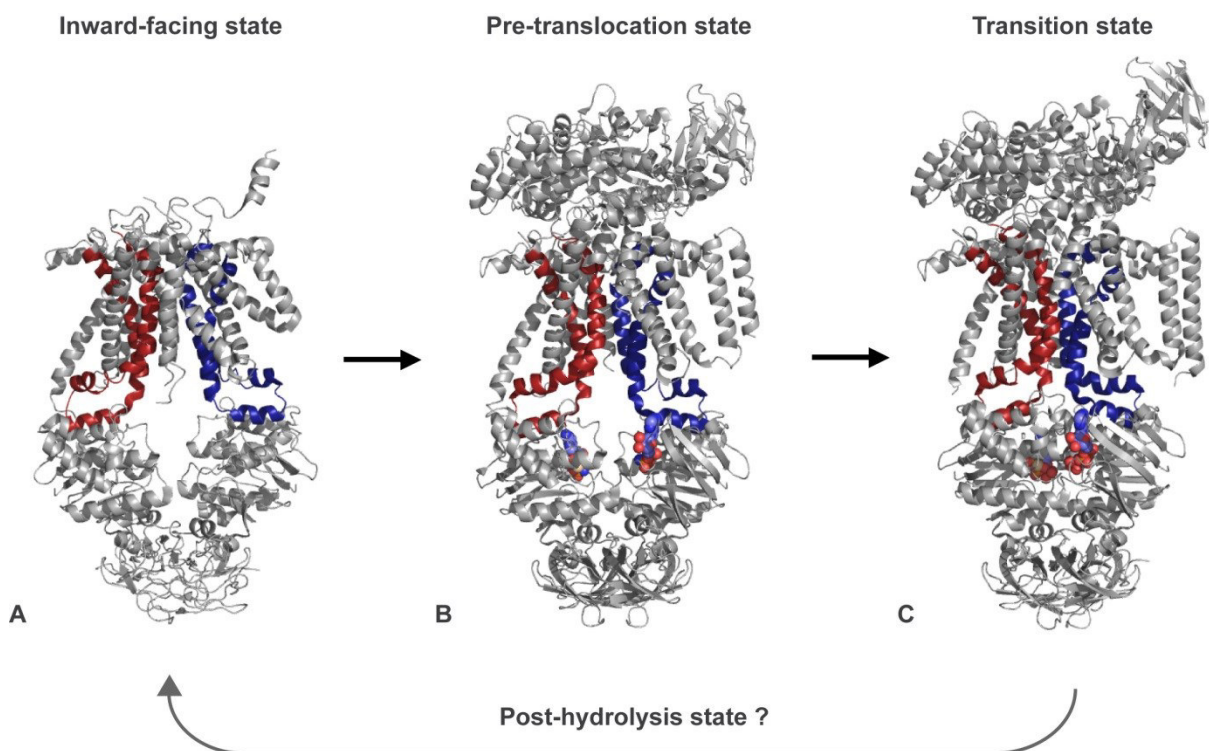 Inward-facing state
Pre-translocation state
Transition state
A
B
C
Post-hydrolysis state ?